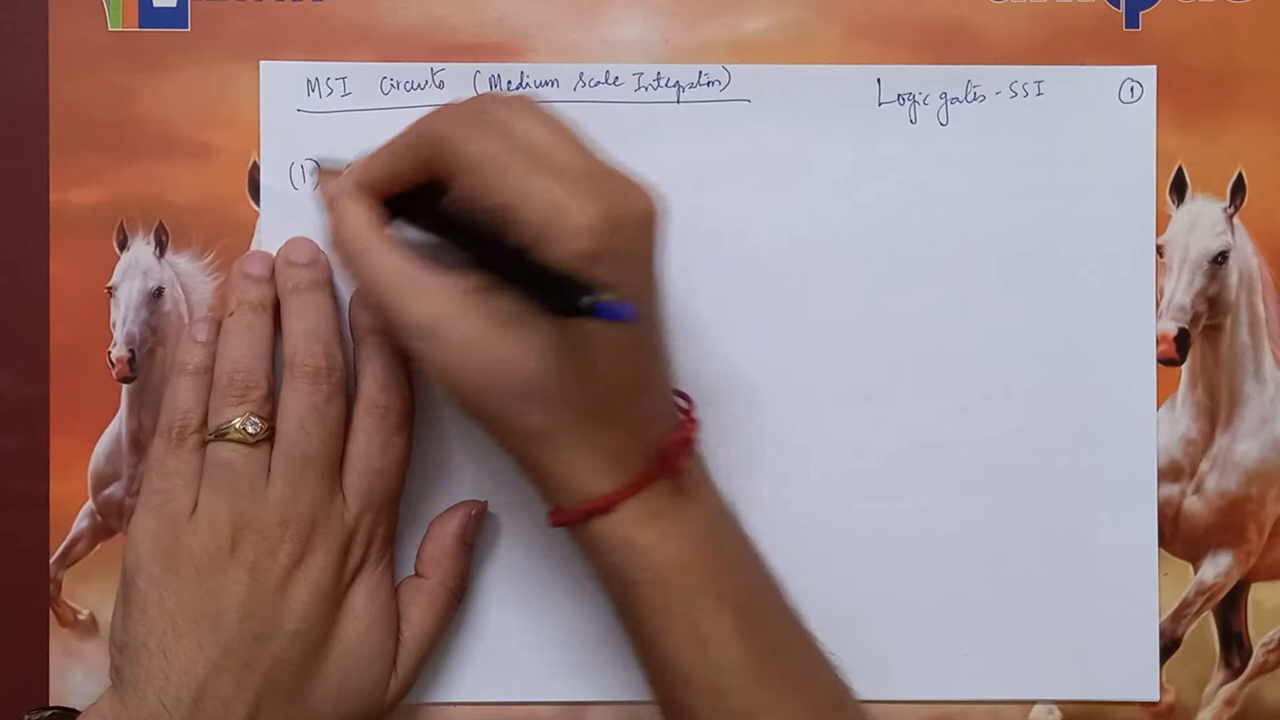 MSI Circuits (Medium Scale Integration)
Logic gates - SSI
1
(1)